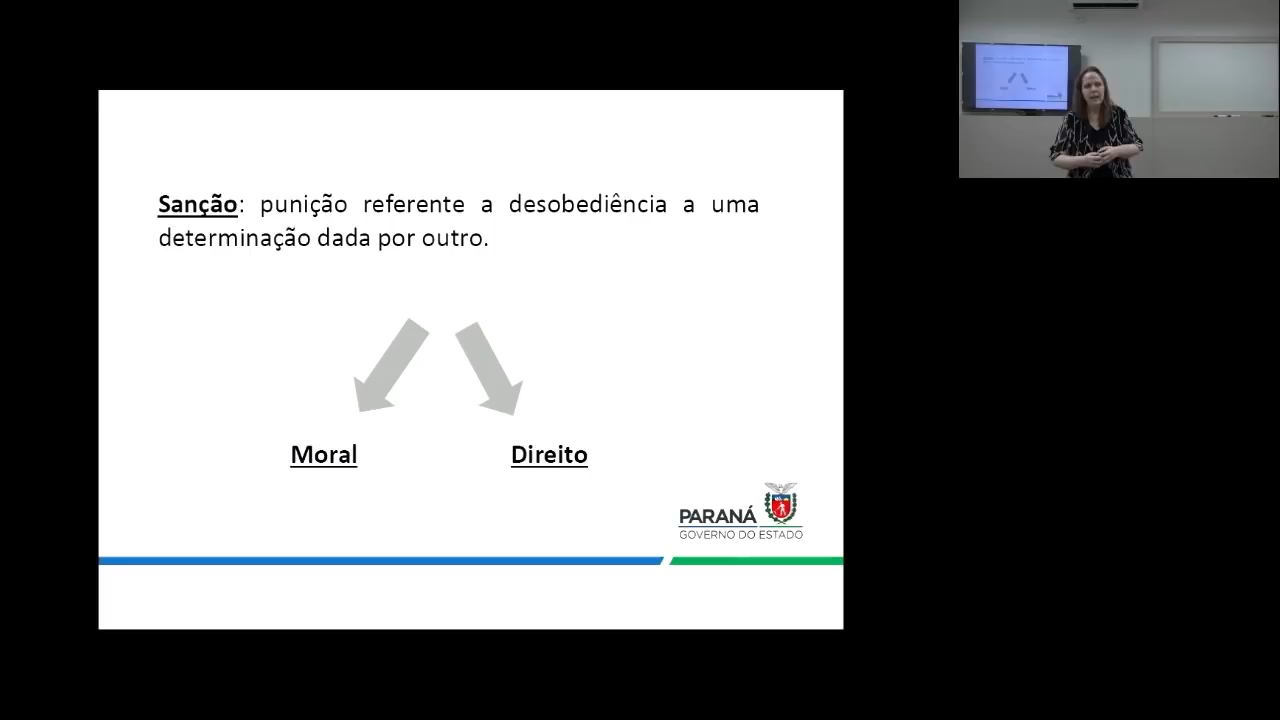 Sanção: punição referente a desobediência a uma
determinação dada por outro.
Moral
Direito
PARANÁ
GOVERNO DO ESTADO